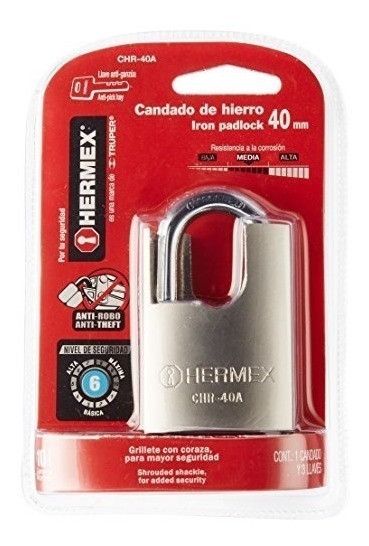 CHR-40A
Llave anti-ganzúa
Anti-pick key
Candado de hierro
Iron padlock 40 mm
Resistencia a la corrosión
BAJA MEDIA ALTA
Por tu seguridad
HERMEX
es una marca de TRUPER
ANTI-ROBO
ANTI-THEFT
NIVEL DE SEGURIDAD
ALTA
MÁXIMA
6
BÁSICA
HERMEX
CHR-40A
10
Grillete con coraza,
para mayor seguridad
Shrouded shackle,
for added security
CONT.: 1 CANDADO
Y 3 LLAVES